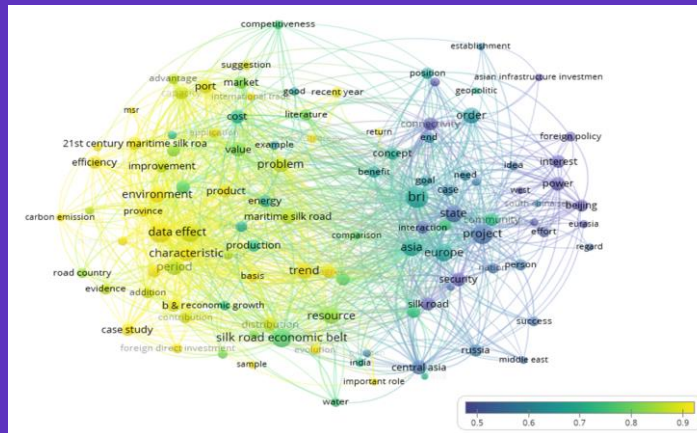 competitiveness
establishment
suggestion
advantage
position
asian infrastructure investmen
port
market
geopolitic
international trade
good
recent year
msr
cost
literature
order
connectivity
return
end
foreign policy
21st century maritime silk roa
value
example
concept
efficiency
improvement
problem
benefit
goal
need
idea
interest
case
west
power
environment
product
energy
bri
south
beijing
province
maritime silk road
state
community
carbon emission
interaction
project
effort
eurasia
data effect
comparison
production
asia
europe
regard
characteristic
period
basis
trend
person
security
road country
evidence
addition
b & r
economic growth
silk road
contribution
resource
case study
distribution
success
silk road economic belt
foreign direct investment
evolution
russia
sample
india
central asia
middle east
important role
water
0.5 0.6 0.7 0.8 0.9